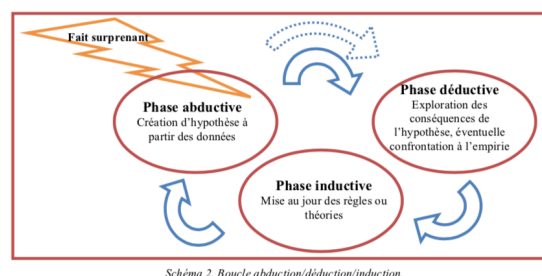 Fait surprenant
Phase abductive
Création d'hypothèse à
partir des données
Phase déductive
Exploration des
conséquences de
l'hypothèse, éventuelle
confrontation à l'empirie
Phase inductive
Mise au jour des règles ou
théories
Schéma 2. Boucle abduction/déduction/induction